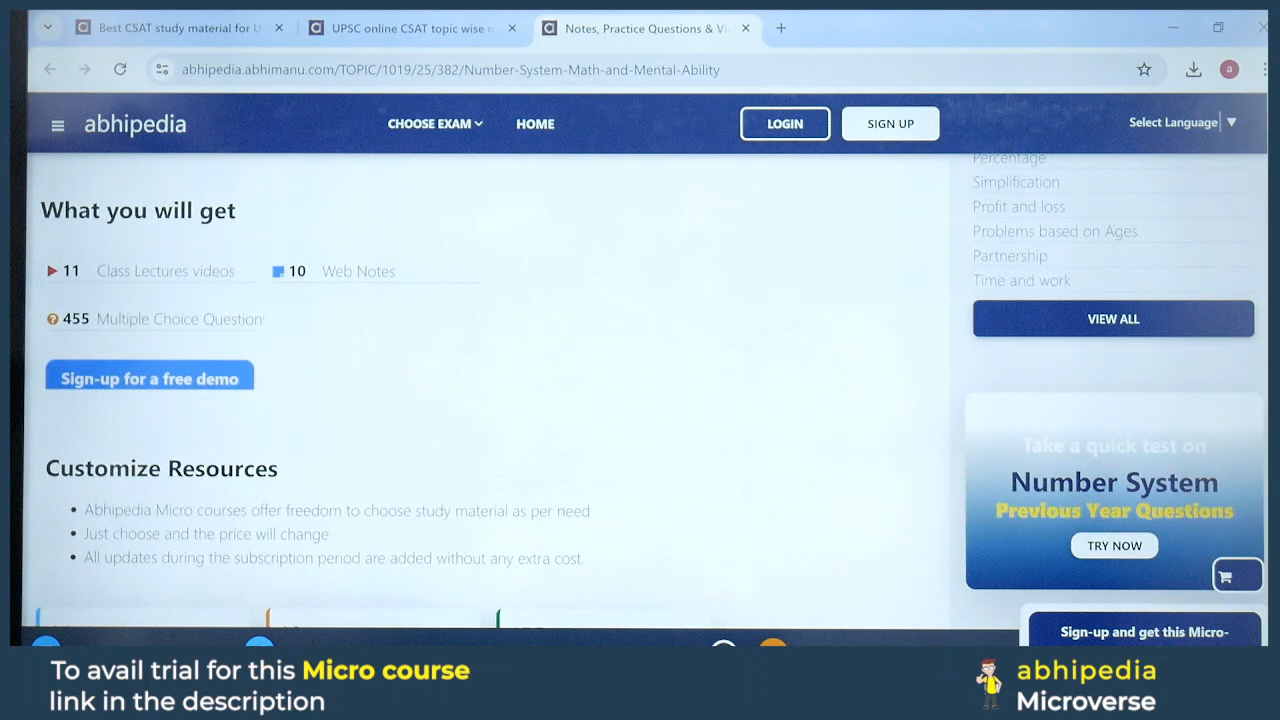 Best CSAT study material for U
UPSC online CSAT topic wise n
Notes, Practice Questions & Vi
abhipedia.abhimanu.com/TOPIC/1019/25/382/Number-System-Math-and-Mental-Ability
a
abhipedia
CHOOSE EXAM
HOME
LOGIN
SIGN UP
Select Language
What you will get
11 Class Lectures videos
10 Web Notes
455 Multiple Choice Question
Sign-up for a free demo
Customize Resources
Abhipedia Micro courses offer freedom to choose study material as per need
Just choose and the price will change
All updates during the subscription period are added without any extra cost.
Percentage
Simplification
Profit and loss
Problems based on Ages
Partnership
Time and work
VIEW ALL
Take a quick test on
Number System
Previous Year Questions
TRY NOW
Sign-up and get this Micro-
To avail trial for this Micro course
link in the description
abhipedia
Microverse